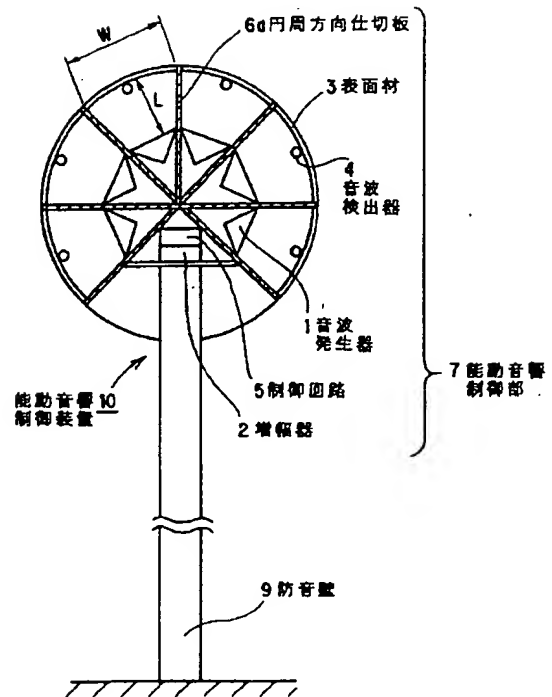 W
6a円周方向仕切板
3表面材
L
4
音波
検出器
1音波
発生器
5制御回路
2増幅器
能動音響 10
制御装置
7能動音響
制御部
9防音壁